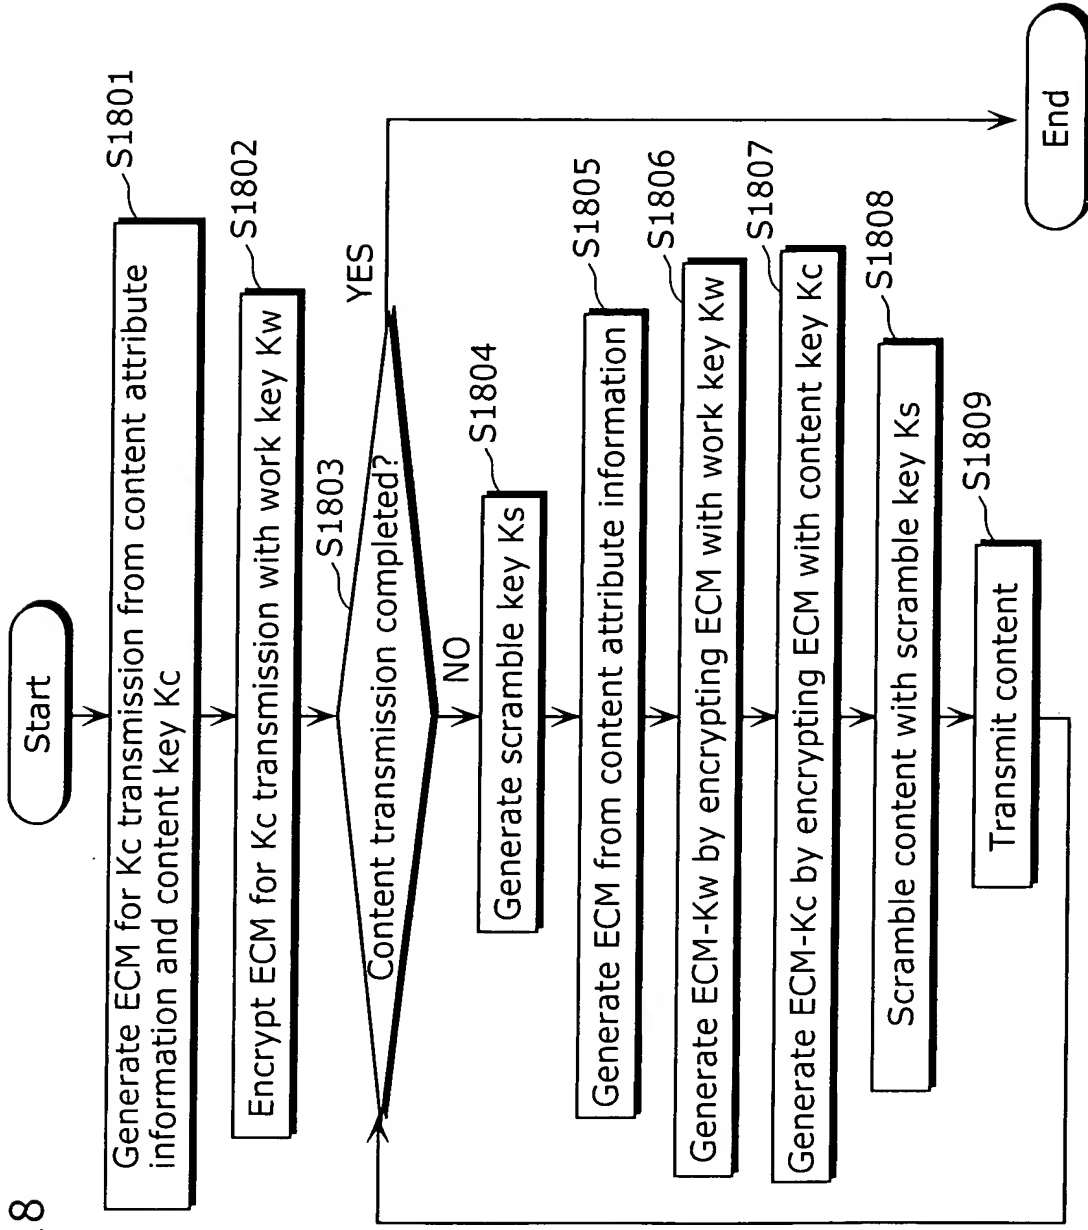 8
Start
Generate ECM for Kc transmission from content attribute
information and content key Kc
S1801
Encrypt ECM for Kc transmission with work key Kw
S1802
Content transmission completed?
S1803
YES
NO
Generate scramble key Ks
S1804
Generate ECM from content attribute information
S1805
Generate ECM-Kw by encrypting ECM with work key Kw
S1806
Generate ECM-Kc by encrypting ECM with content key Kc
S1807
Scramble content with scramble key Ks
S1808
Transmit content
S1809
End